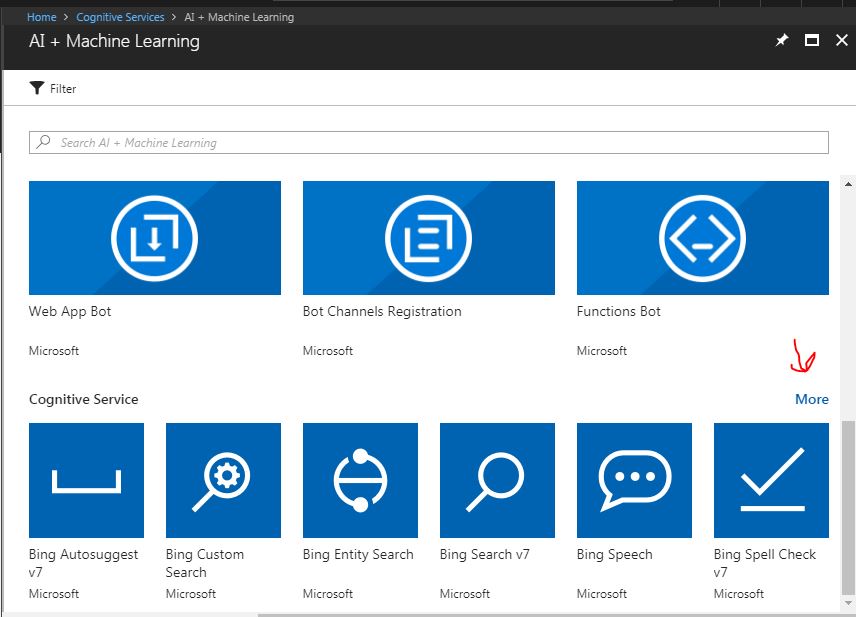 Home > Cognitive Services > AI + Machine Learning
AI + Machine Learning
Filter
Search AI + Machine Learning
Web App Bot
Microsoft
Bot Channels Registration
Microsoft
Functions Bot
Microsoft
Cognitive Service
More
Bing Autosuggest
v7
Microsoft
Bing Custom
Search
Microsoft
Bing Entity Search
Microsoft
Bing Search v7
Microsoft
Bing Speech
Microsoft
Bing Spell Check
v7
Microsoft